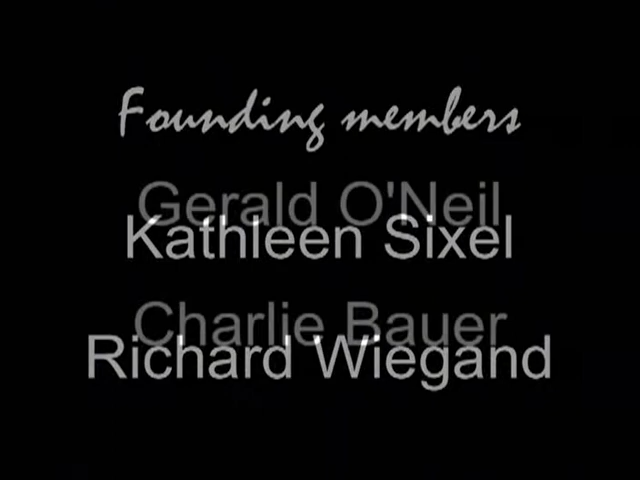 Founding members
Gerald O'Neil
Kathleen Sixel
Charlie Bauer
Richard Wiegand